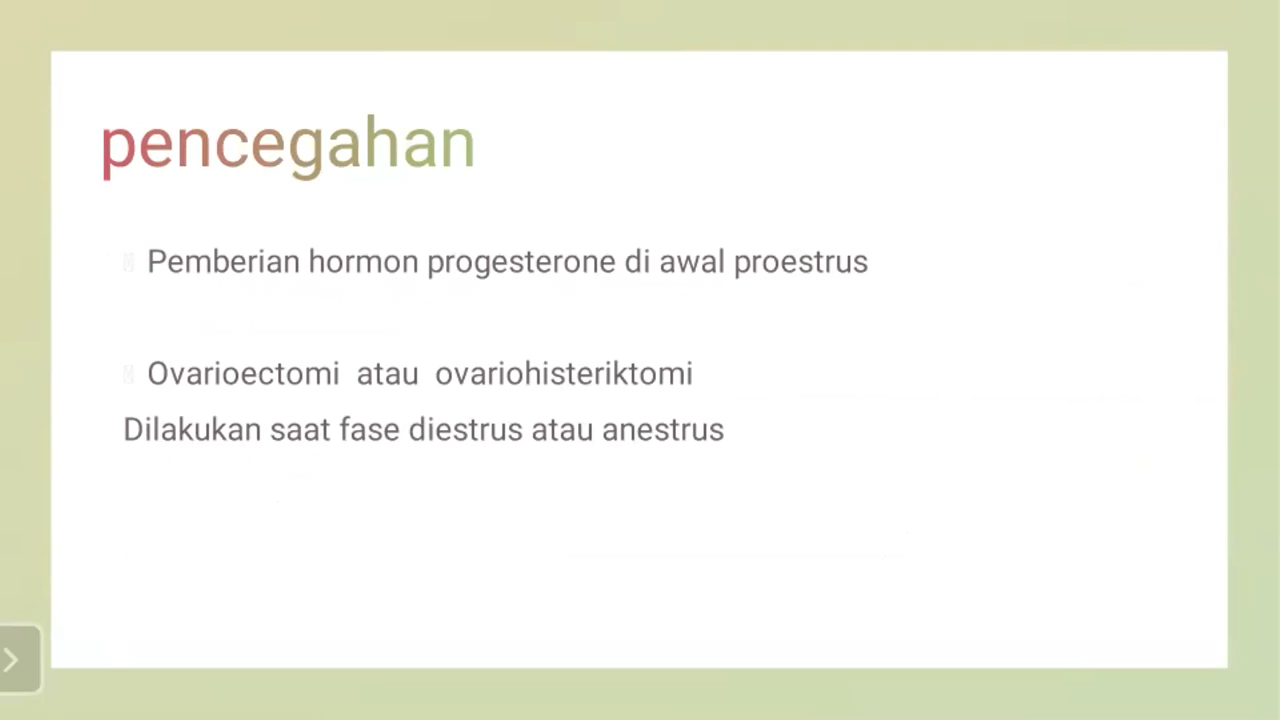 pencegahan
Pemberian hormon progesterone di awal proestrus
Ovarioectomi atau ovariohisteriktomi
Dilakukan saat fase diestrus atau anestrus